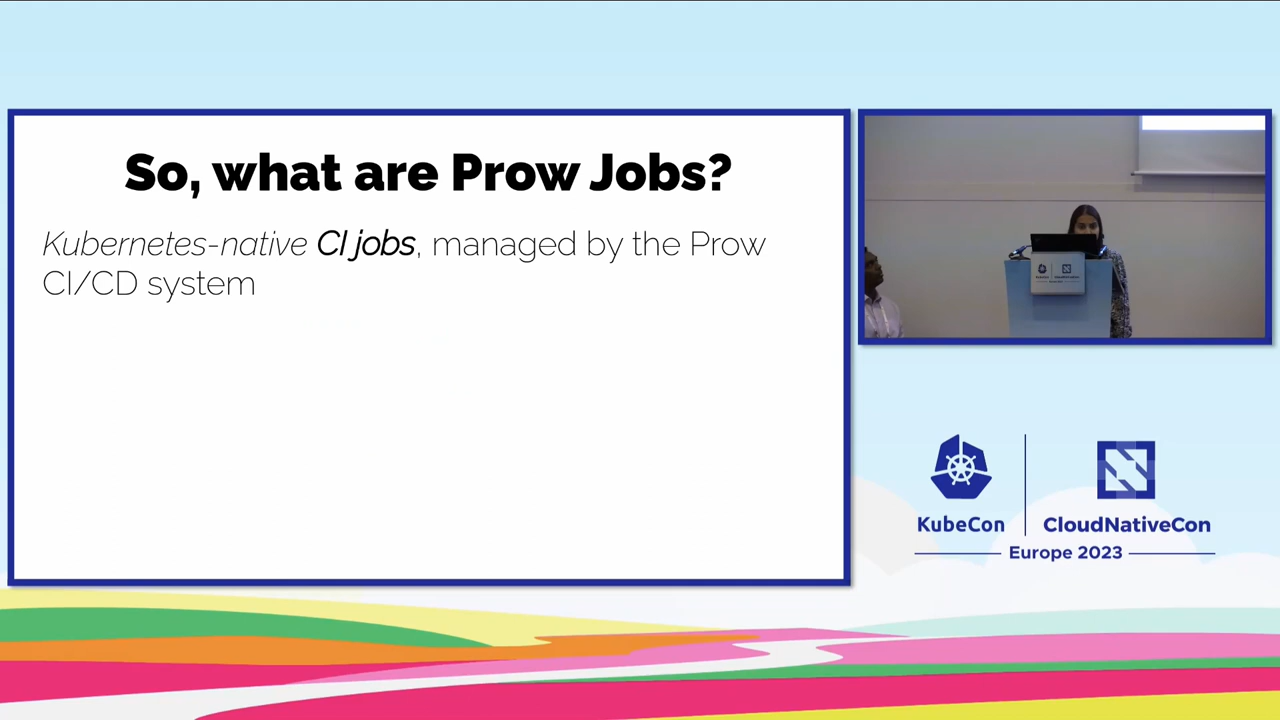 So, what are Prow Jobs?
Kubernetes-native CI jobs, managed by the Prow
CI/CD system
KubeCon
CloudNativeCon
Europe 2023